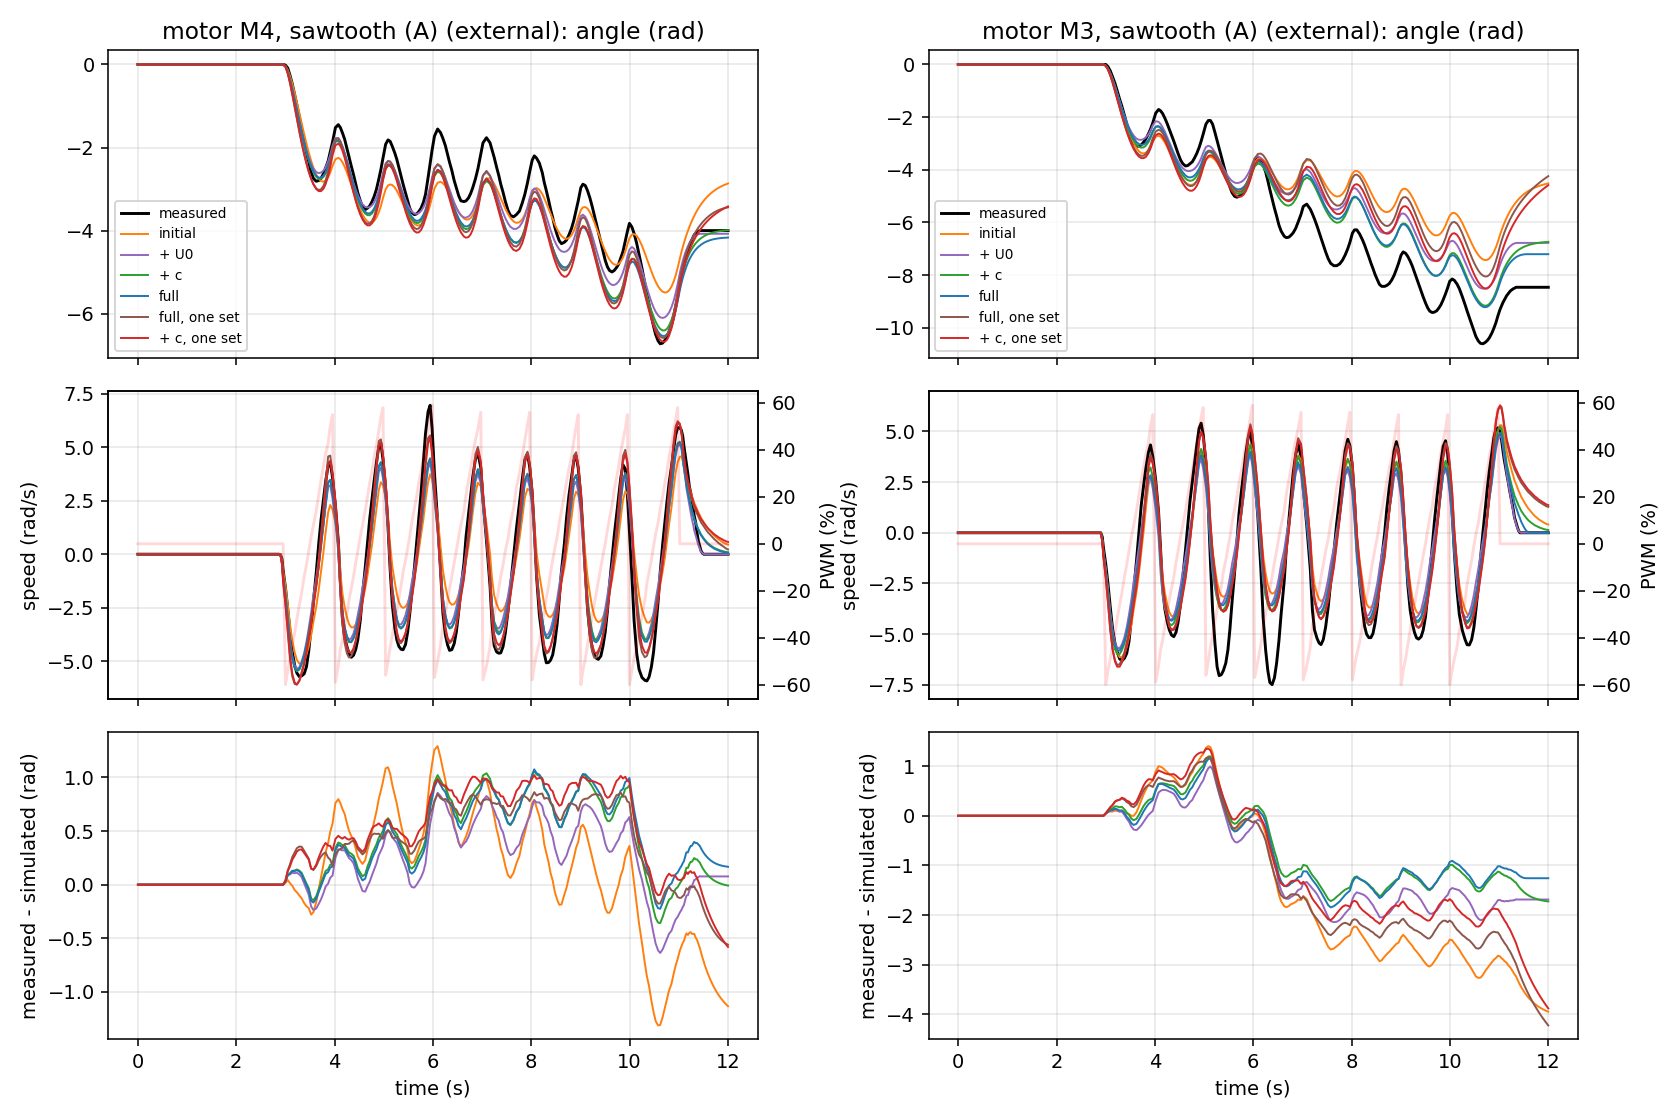 motor M4, sawtooth (A) (external): angle (rad)
0
−2
−4
−6
measured
initial
+ U0
+ c
full
full, one set
+ c, one set
motor M3, sawtooth (A) (external): angle (rad)
0
−2
−4
−6
−8
−10
measured
initial
+ U0
+ c
full
full, one set
+ c, one set
speed (rad/s)
7.5
5.0
2.5
0.0
−2.5
−5.0
60
40
20
0
−20
−40
−60
PWM (%)
speed (rad/s)
5.0
2.5
0.0
−2.5
−5.0
−7.5
60
40
20
0
−20
−40
−60
PWM (%)
measured - simulated (rad)
1.0
0.5
0.0
−0.5
−1.0
0 2 4 6 8 10 12
time (s)
measured - simulated (rad)
1
0
−1
−2
−3
−4
0 2 4 6 8 10 12
time (s)